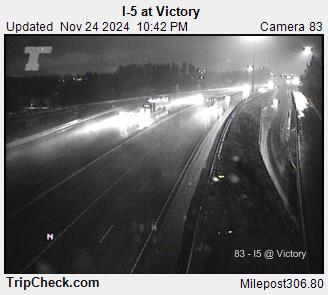 I-5 at Victory
Updated Nov 24 2024 10:42 PM Camera 83
T
N
83 - I5 @ Victory
TripCheck.com Milepost306.80